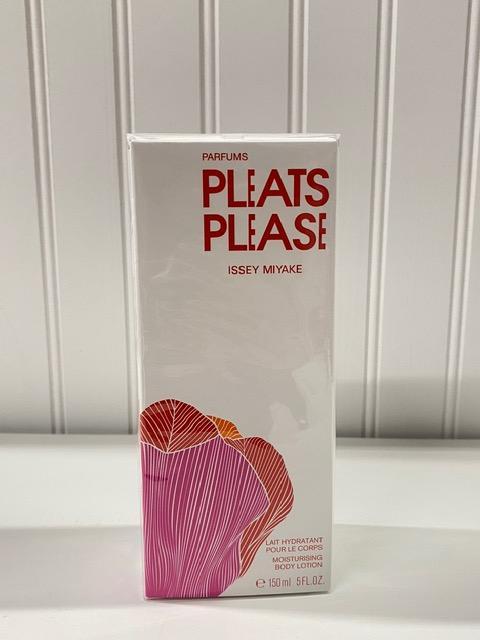 PARFUMS
PLEATS
PLEASE
ISSEY MIYAKE
LAIT HYDRATANT
POUR LE CORPS
MOISTURISING
BODY LOTION
℮ 150 ml 5 FL.OZ.